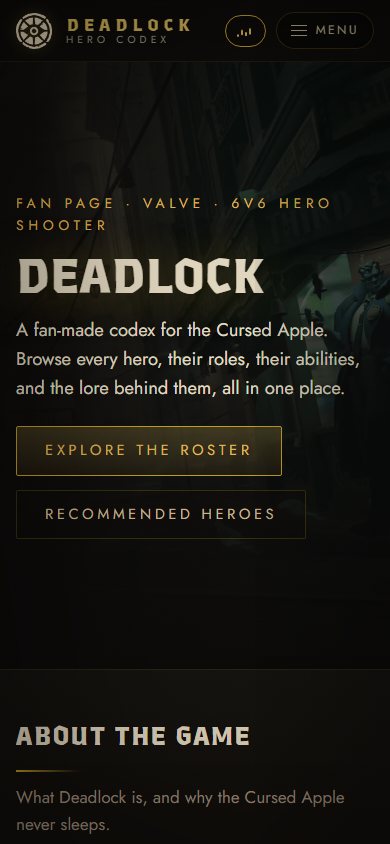 DEADLOCK
HERO CODEX
MENU
FAN PAGE · VALVE · 6V6 HERO
SHOOTER
DEADLOCK
A fan-made codex for the Cursed Apple.
Browse every hero, their roles, their abilities,
and the lore behind them, all in one place.
EXPLORE THE ROSTER
RECOMMENDED HEROES
ABOUT THE GAME
What Deadlock is, and why the Cursed Apple
never sleeps.